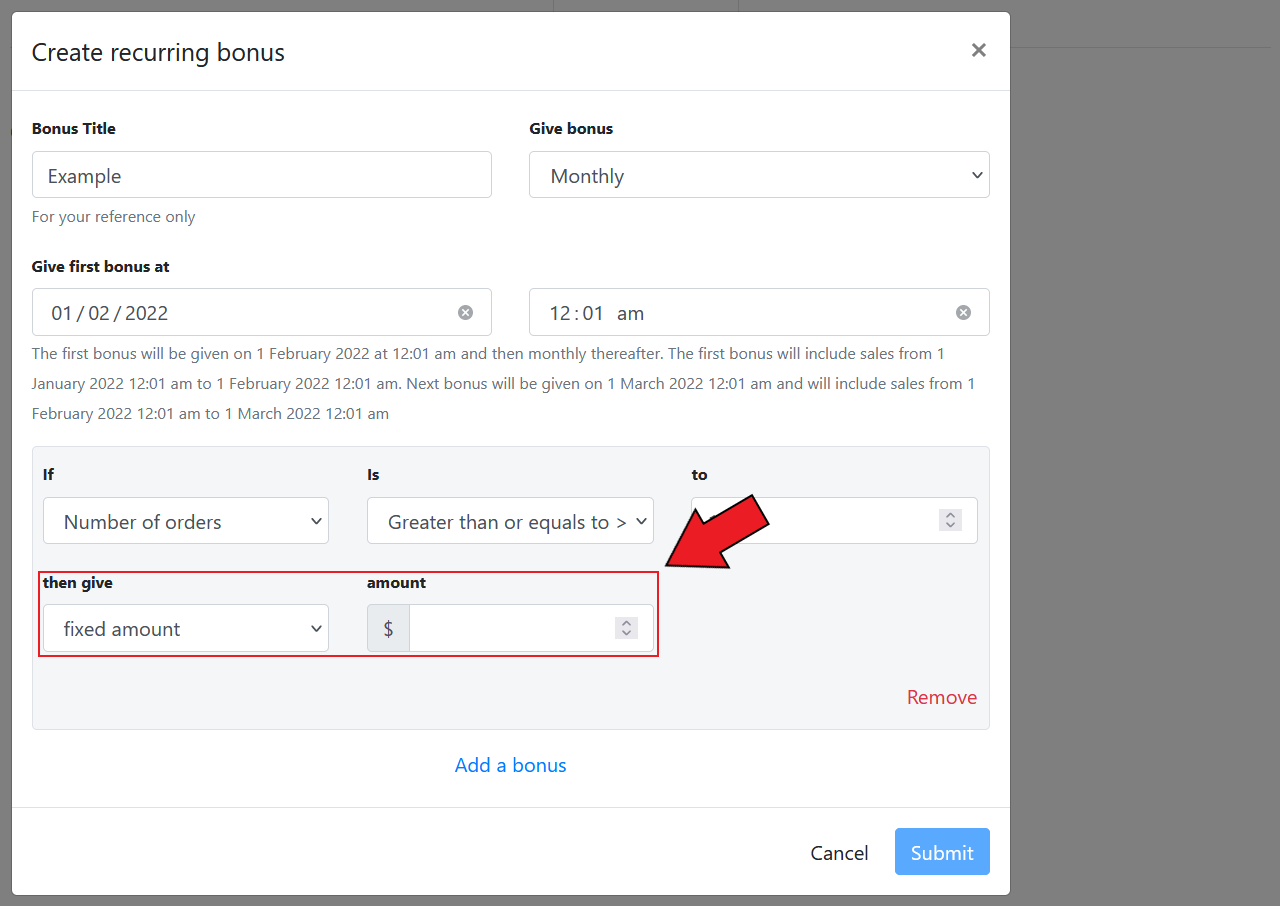 Create recurring bonus ×
Bonus Title Give bonus
Example Monthly
For your reference only
Give first bonus at
01/02/2022 12:01 am
The first bonus will be given on 1 February 2022 at 12:01 am and then monthly thereafter. The first bonus will include sales from 1
January 2022 12:01 am to 1 February 2022 12:01 am. Next bonus will be given on 1 March 2022 12:01 am and will include sales from 1
February 2022 12:01 am to 1 March 2022 12:01 am
If Is to
Number of orders Greater than or equals to >
then give amount
fixed amount $
Remove
Add a bonus
Cancel Submit